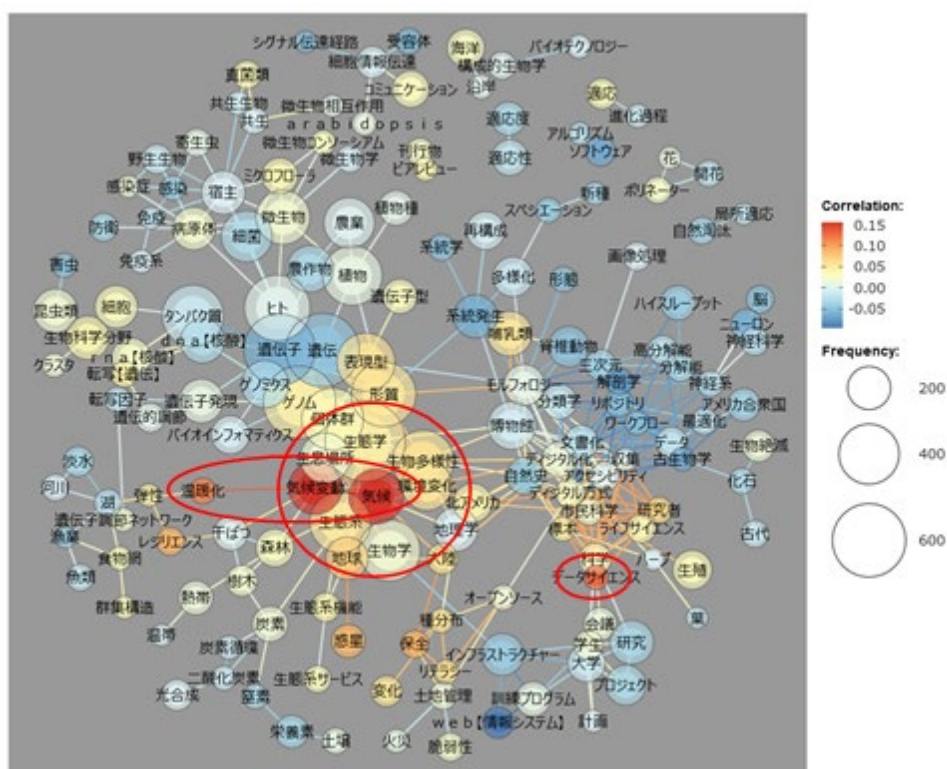 シグナル伝達経路
受容体
細胞情報伝達
海洋
バイオテクノロジー
構成的生物学
沿岸
真菌類
コミュニケーション
共生生物
微生物相互作用
共生
arabidopsis
適応度
適応
進化過程
アルゴリズム
ソフトウェア
寄生虫
微生物コンソーシアム
微生物学
刊行物
ピアレビュー
適応性
花
開花
野生生物
感染症
感染
宿主
ミクロフローラ
ポリネーター
新種
スペシエーション
局所適応
自然淘汰
防衛
免疫
病原体
細菌
微生物
農業
植物種
系統学
再構成
免疫系
農作物
植物
多様化
形態
画像処理
害虫
遺伝子型
ハイスループット
脳
昆虫類
細胞
タンパク質
ヒト
系統発生
哺乳類
ニューロン
神経科学
生物科学分野
dna【核酸】
遺伝子
遺伝
表現型
脊椎動物
高分解能
分解能
三次元
解剖学
神経系
クラスタ
rna【核酸】
転写【遺伝】
ゲノミクス
モルフォロジー
分類学
リポジトリ
アメリカ合衆国
転写因子
遺伝子発現
ゲノム
形質
遺伝的調節
個体群
博物館
ワークフロー
最適化
バイオインフォマティクス
生態学
文書化
データ
生物絶滅
生息場所
生物多様性
ディジタル化
収集
古生物学
淡水
河川
湖
弾性
温暖化
気候変動
気候
環境変化
自然史
アクセシビリティ
化石
ディジタル方式
北アメリカ
市民科学
研究者
遺伝子調節ネットワーク
生態系
地理学
標本
ライフサイエンス
古代
漁業
レジリエンス
干ばつ
魚類
食物網
森林
地球
生物学
大陸
科学
ハーブ
データサイエンス
生殖
樹木
群集構造
熱帯
生態系機能
オープンソース
葉
温帯
炭素
種分布
会議
学生
大学
研究
炭素循環
惑星
保全
インフラストラクチャー
リテラシー
二酸化炭素
窒素
光合成
生態系サービス
変化
土地管理
訓練プログラム
プロジェクト
栄養素
土壌
火災
web【情報システム】
計画
脆弱性
Correlation:
0.15
0.10
0.05
0.00
-0.05
Frequency:
200
400
600